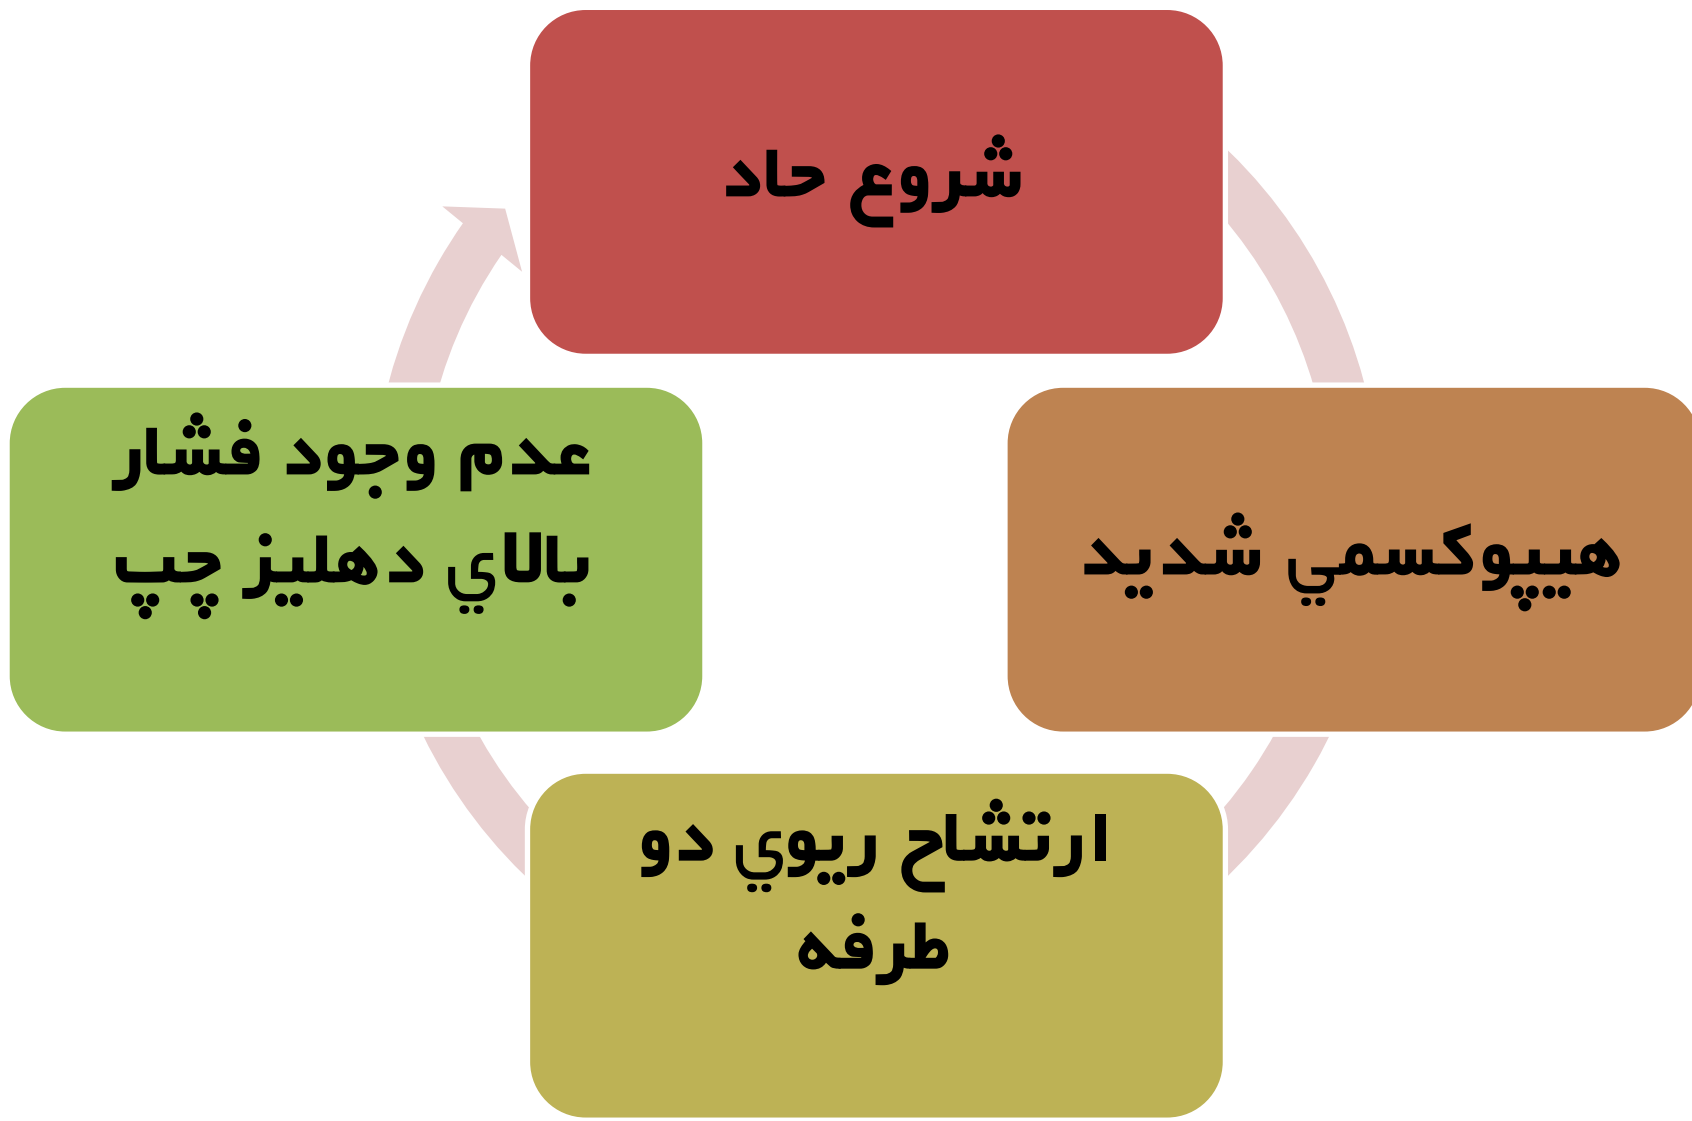 شروع حاد
هيپوكسمي شديد
ارتشاح ريوي دو
طرفه
عدم وجود فشار
بالاي دهليز چپ